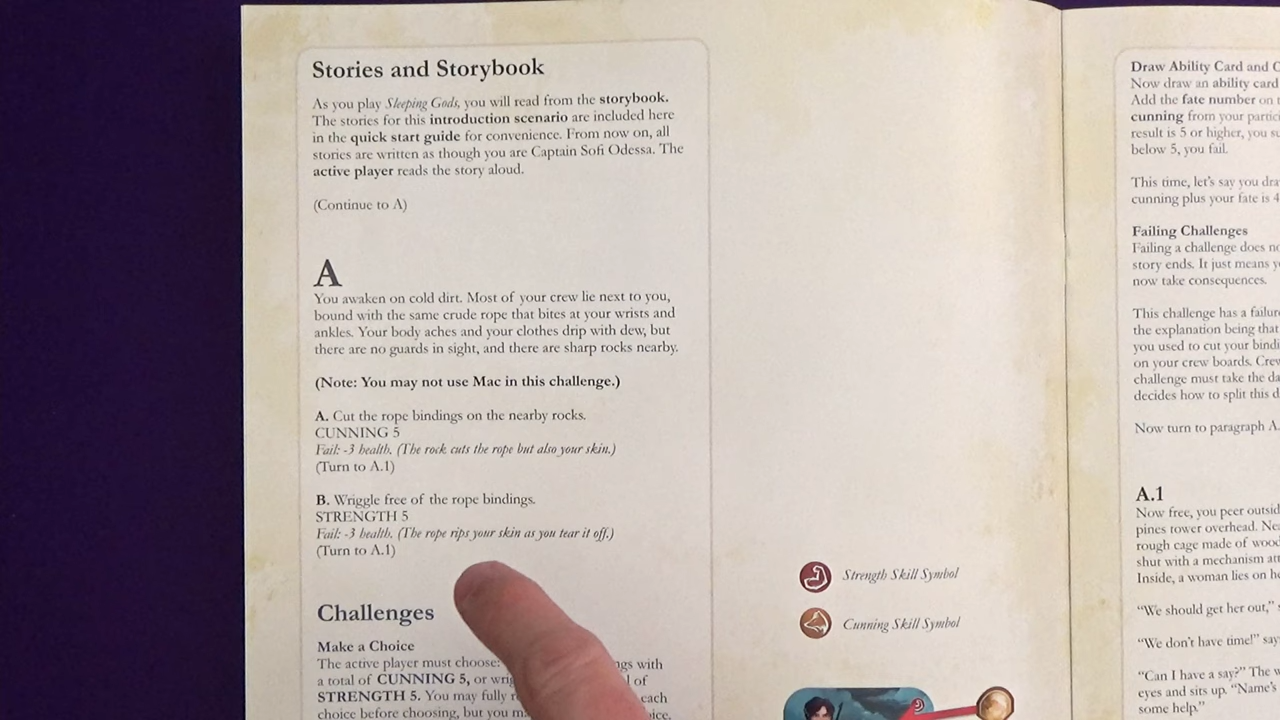 Stories and Storybook
As you play Sleeping Gods, you will read from the storybook.
The stories for this introduction scenario are included here
in the quick start guide for convenience. From now on, all
stories are written as though you are Captain Sofi Odessa. The
active player reads the story aloud.
(Continue to A)
A
You awaken on cold dirt. Most of your crew lie next to you,
bound with the same crude rope that bites at your wrists and
ankles. Your body aches and your clothes drip with dew, but
there are no guards in sight, and there are sharp rocks nearby.
(Note: You may not use Mac in this challenge.)
A. Cut the rope bindings on the nearby rocks.
CUNNING 5
Fail: -3 health. (The rock cuts the rope but also your skin.)
(Turn to A.1)
B. Wriggle free of the rope bindings.
STRENGTH 5
Fail: -3 health. (The rope rips your skin as you tear it off.)
(Turn to A.1)
Challenges
Make a Choice
The active player must choose: with
a total of CUNNING 5, or of
STRENGTH 5. You may fully each
choice before choosing, but you
Strength Skill Symbol
Cunning Skill Symbol
Draw Ability Card and
Now draw an ability card
Add the fate number on
cunning from your
result is 5 or higher, you
below 5, you fail.
This time, let's say you
cunning plus your fate is 4
Failing Challenges
Failing a challenge does
story ends. It just means
now take consequences.
This challenge has a
the explanation being that
you used to cut your
on your crew boards.
challenge must take the
decides how to split this
Now turn to paragraph A.
A.1
Now free, you peer
pines tower overhead.
rough cage made of
shut with a mechanism
Inside, a woman lies on
"We should get her out,"
"We don't have time!"
"Can I have a say?" The
eyes and sits up. "Name's
some help."